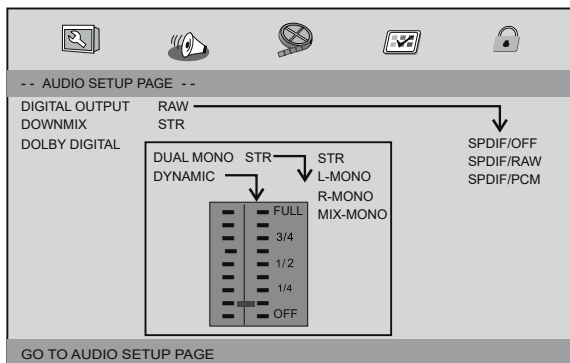 - - AUDIO SETUP PAGE - -
DIGITAL OUTPUT RAW
DOWNMIX STR
DOLBY DIGITAL
SPDIF/OFF
SPDIF/RAW
SPDIF/PCM
DUAL MONO STR STR
DYNAMIC L-MONO
R-MONO
MIX-MONO
FULL
3/4
1/2
1/4
OFF
GO TO AUDIO SETUP PAGE